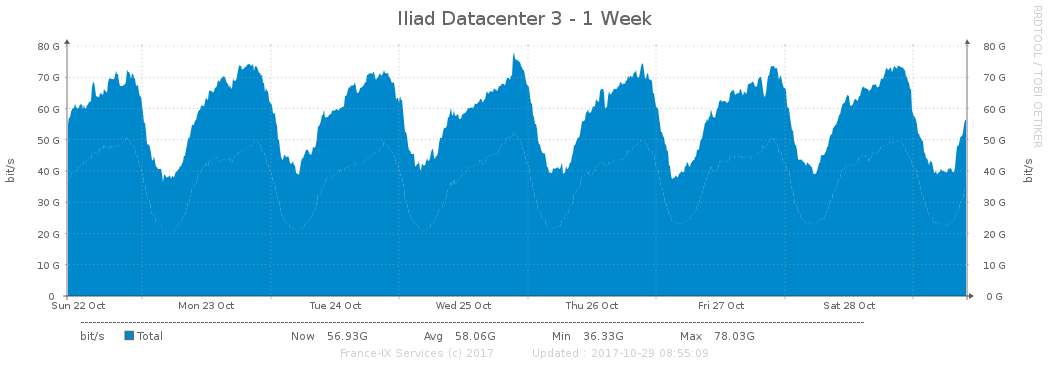 Iliad Datacenter 3 - 1 Week
RRDTOOL / TOBI OETIKER
80 G 80 G
70 G 70 G
60 G 60 G
50 G 50 G
40 G 40 G
30 G 30 G
20 G 20 G
10 G 10 G
0 0 G
bit/s bit/s
Sun 22 Oct Mon 23 Oct Tue 24 Oct Wed 25 Oct Thu 26 Oct Fri 27 Oct Sat 28 Oct
bit/s Total Now 56.93G Avg 58.06G Min 36.33G Max 78.03G
France-IX Services (c) 2017 Updated : 2017-10-29 08:55:09